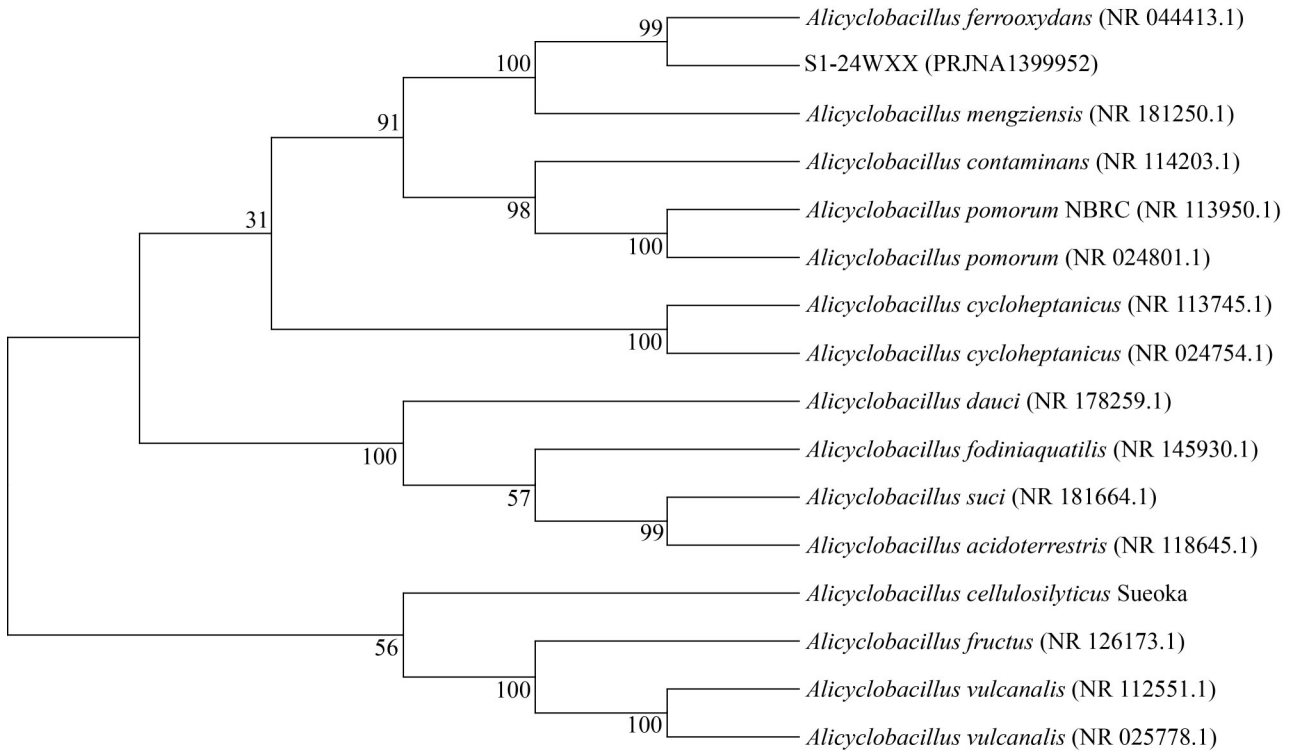 99
Alicyclobacillus ferrooxydans (NR 044413.1)
100
S1-24WXX (PRJNA1399952)
91
Alicyclobacillus mengziensis (NR 181250.1)
Alicyclobacillus contaminans (NR 114203.1)
31
98
Alicyclobacillus pomorum NBRC (NR 113950.1)
100
Alicyclobacillus pomorum (NR 024801.1)
Alicyclobacillus cycloheptanicus (NR 113745.1)
100
Alicyclobacillus cycloheptanicus (NR 024754.1)
Alicyclobacillus dauci (NR 178259.1)
100
Alicyclobacillus fodiniaquatilis (NR 145930.1)
57
Alicyclobacillus suci (NR 181664.1)
99
Alicyclobacillus acidoterrestris (NR 118645.1)
Alicyclobacillus cellulosilyticus Sueoka
56
Alicyclobacillus fructus (NR 126173.1)
100
Alicyclobacillus vulcanalis (NR 112551.1)
100
Alicyclobacillus vulcanalis (NR 025778.1)